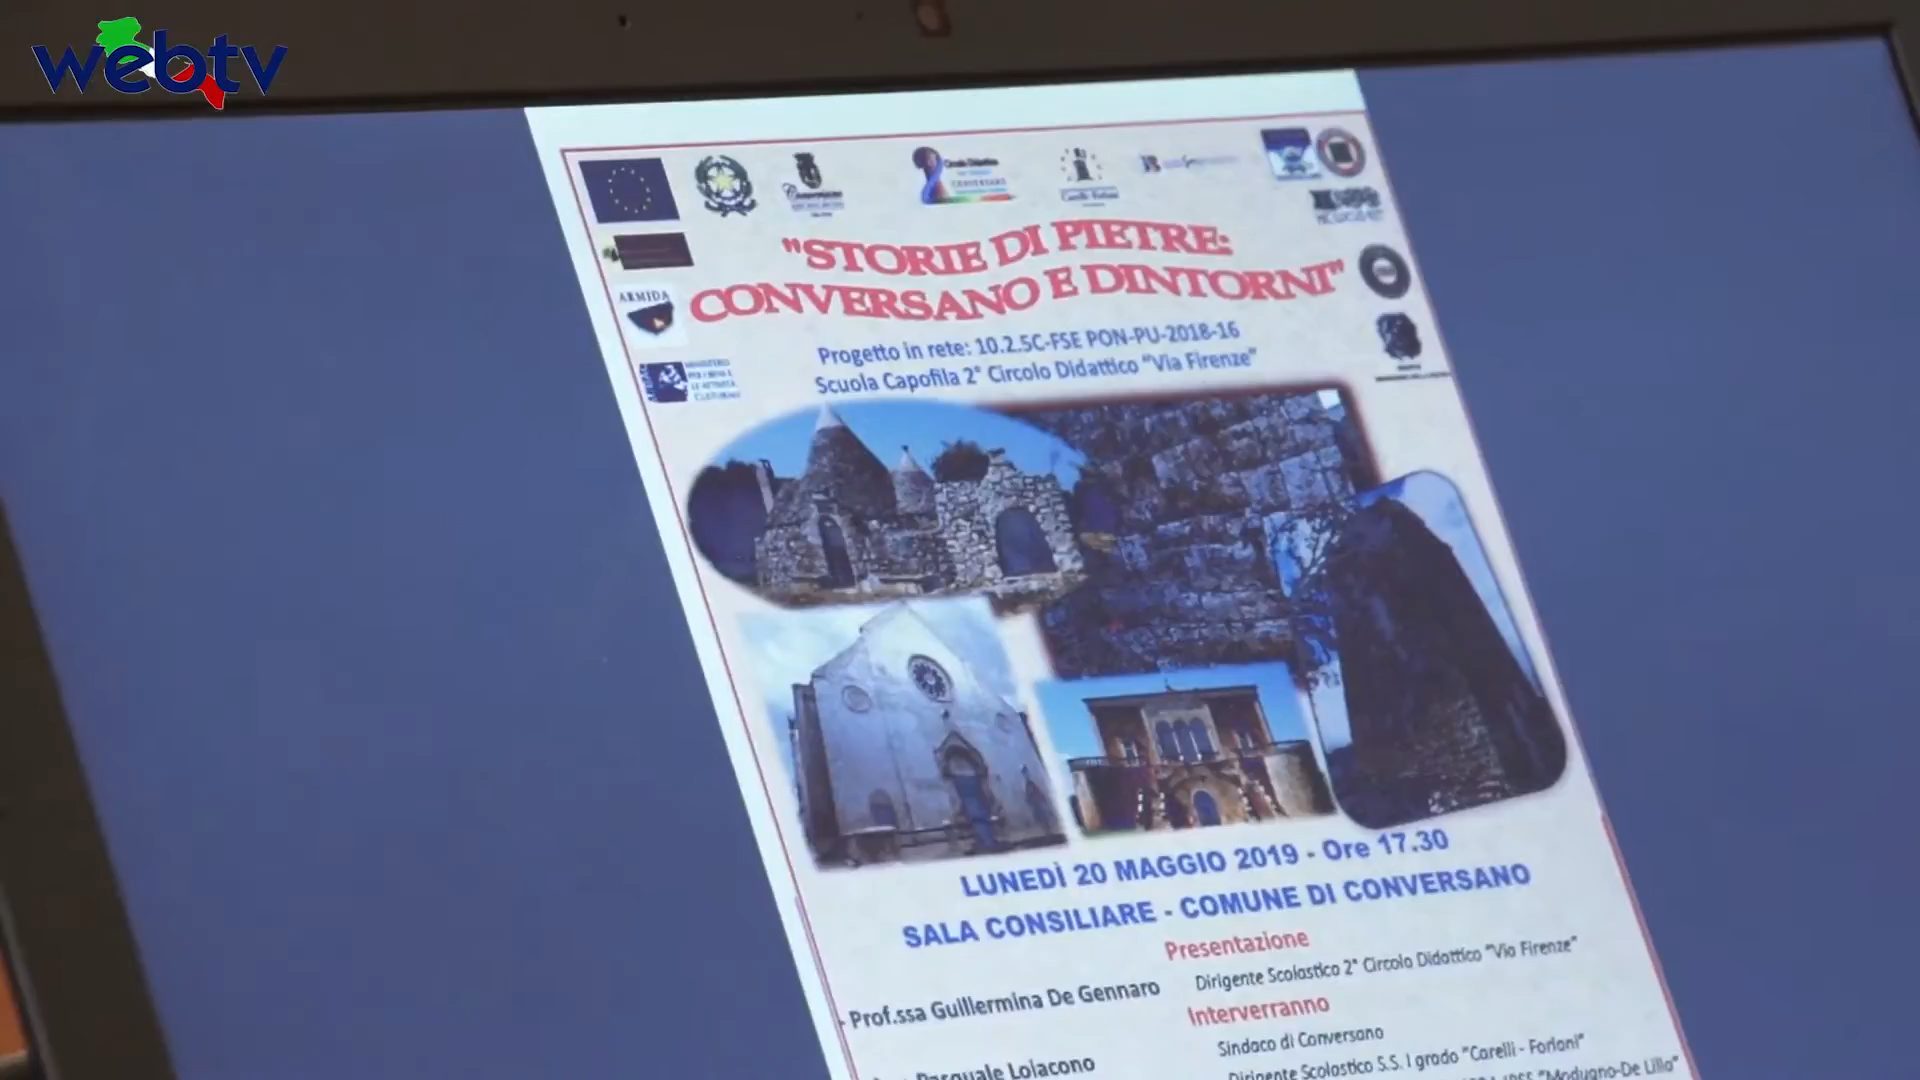 webtv
ARMIDA
"STORIE DI PIETRE:
CONVERSANO E DINTORNI"
Progetto in rete: 10.2.5C-FSE PON-PU-2018-16
Scuola Capofila 2° Circolo Didattico "Via Firenze"
LUNEDÌ 20 MAGGIO 2019 - Ore 17.30
SALA CONSILIARE - COMUNE DI CONVERSANO
Presentazione
- Prof.ssa Guillermina De Gennaro
Dirigente Scolastico 2° Circolo Didattico "Via Firenze"
Interverranno
Pasquale Loiacono
Sindaco di Conversano
Dirigente Scolastico S.S. I grado "Carelli - Forlani"
"Modugno-De Lilla"